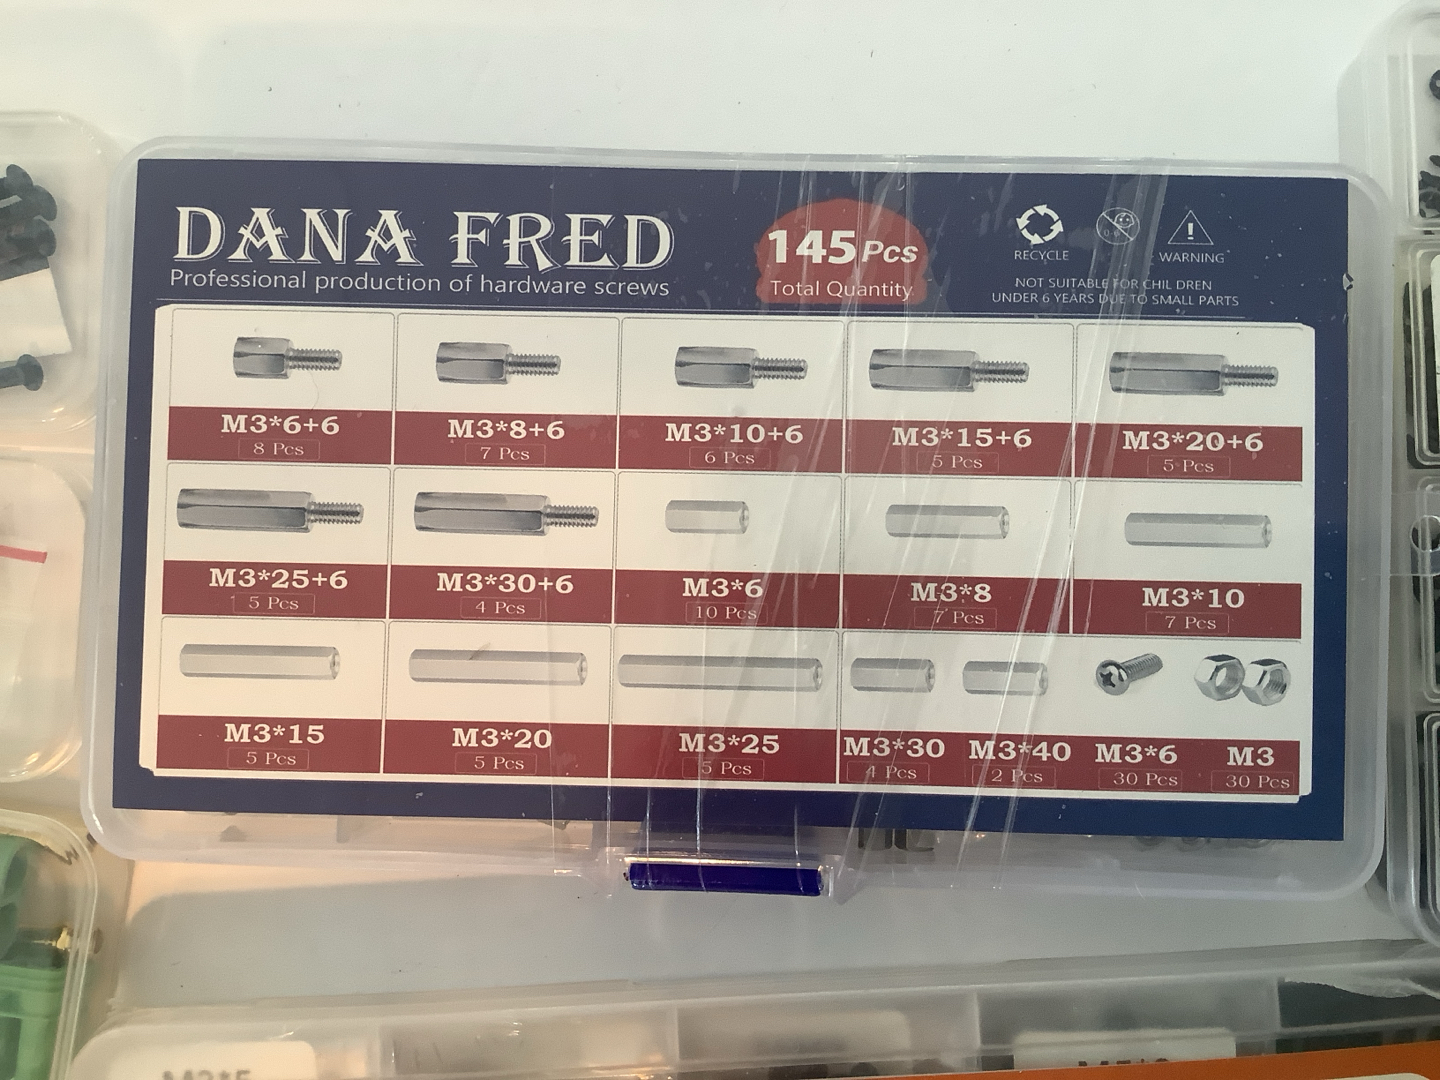 DANA FRED
Professional production of hardware screws
145 Pcs
Total Quantity
RECYCLE
WARNING
NOT SUITABLE FOR CHIL DREN
UNDER 6 YEARS DUE TO SMALL PARTS
M3*6+6
8 Pcs
M3*8+6
7 Pcs
M3*10+6
6 Pcs
M3*15+6
5 Pcs
M3*20+6
5 Pcs
M3*25+6
5 Pcs
M3*30+6
4 Pcs
M3*6
10 Pcs
M3*8
7 Pcs
M3*10
7 Pcs
M3*15
5 Pcs
M3*20
5 Pcs
M3*25
5 Pcs
M3*30
4 Pcs
M3*40
2 Pcs
M3*6
30 Pcs
M3
30 Pcs